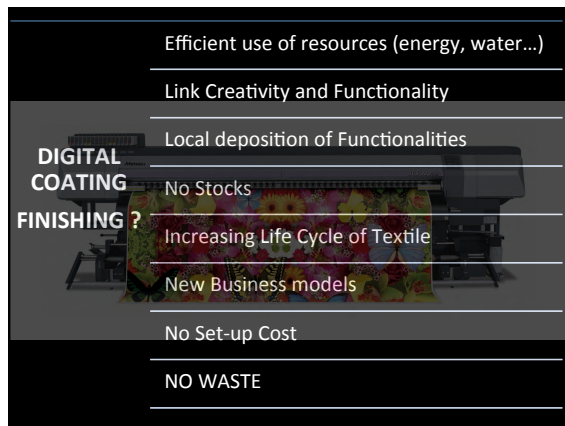 Efficient use of resources (energy, water…)
Link Creativity and Functionality
Local deposition of Functionalities
DIGITAL
COATING
FINISHING ?
No Stocks
Increasing Life Cycle of Textile
New Business models
No Set-up Cost
NO WASTE